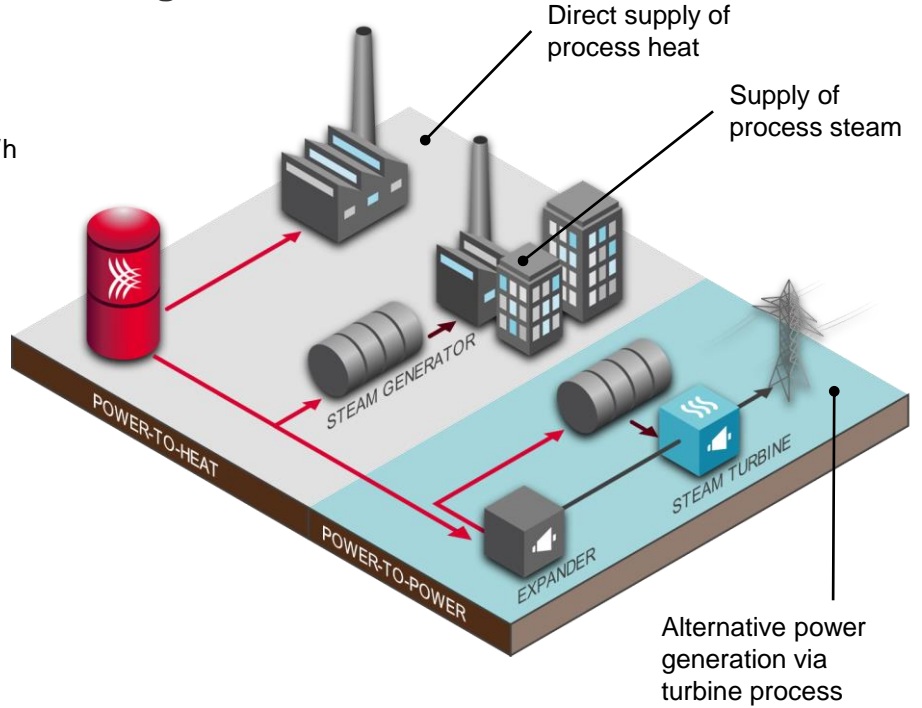 Direct supply of
process heat
Supply of
process steam
STEAM GENERATOR
POWER-TO-HEAT
STEAM TURBINE
EXPANDER
POWER-TO-POWER
Alternative power
generation via
turbine process